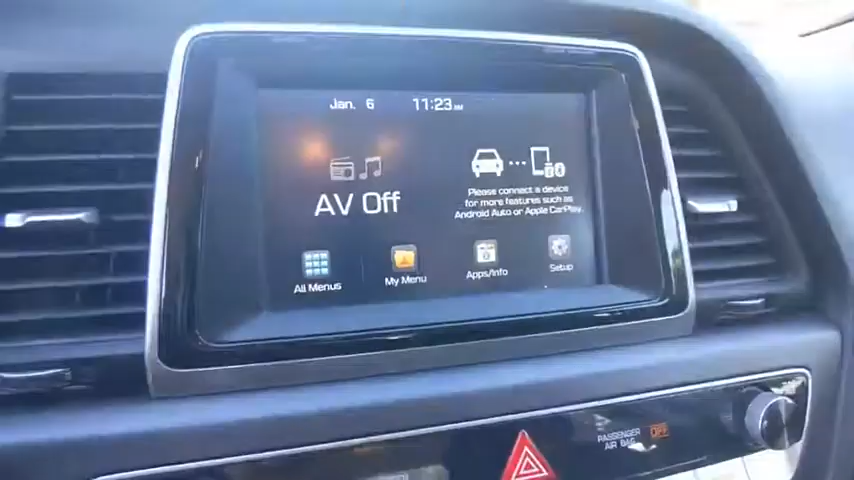 Jan. 6 11:23 AM
AV Off
Please connect a device
for more features such as
Android Auto or Apple CarPlay.
All Menus
My Menu
Apps/Info
Setup
PASSENGER
AIR BAG
OFF